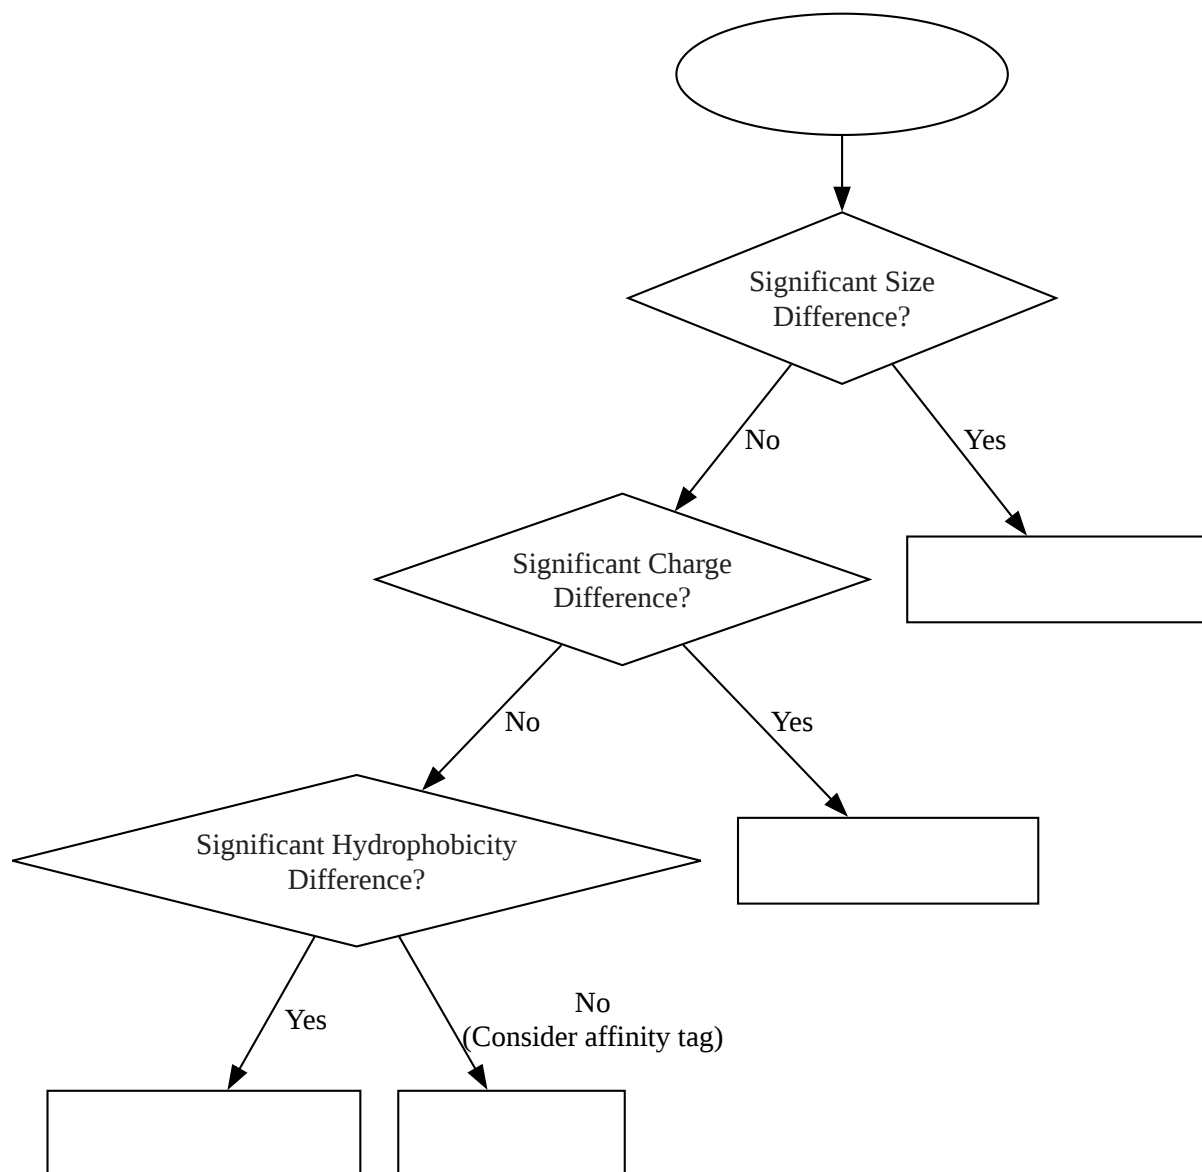 Significant Size
Difference?
No
Yes
Significant Charge
Difference?
No
Yes
Significant Hydrophobicity
Difference?
Yes
No
(Consider affinity tag)